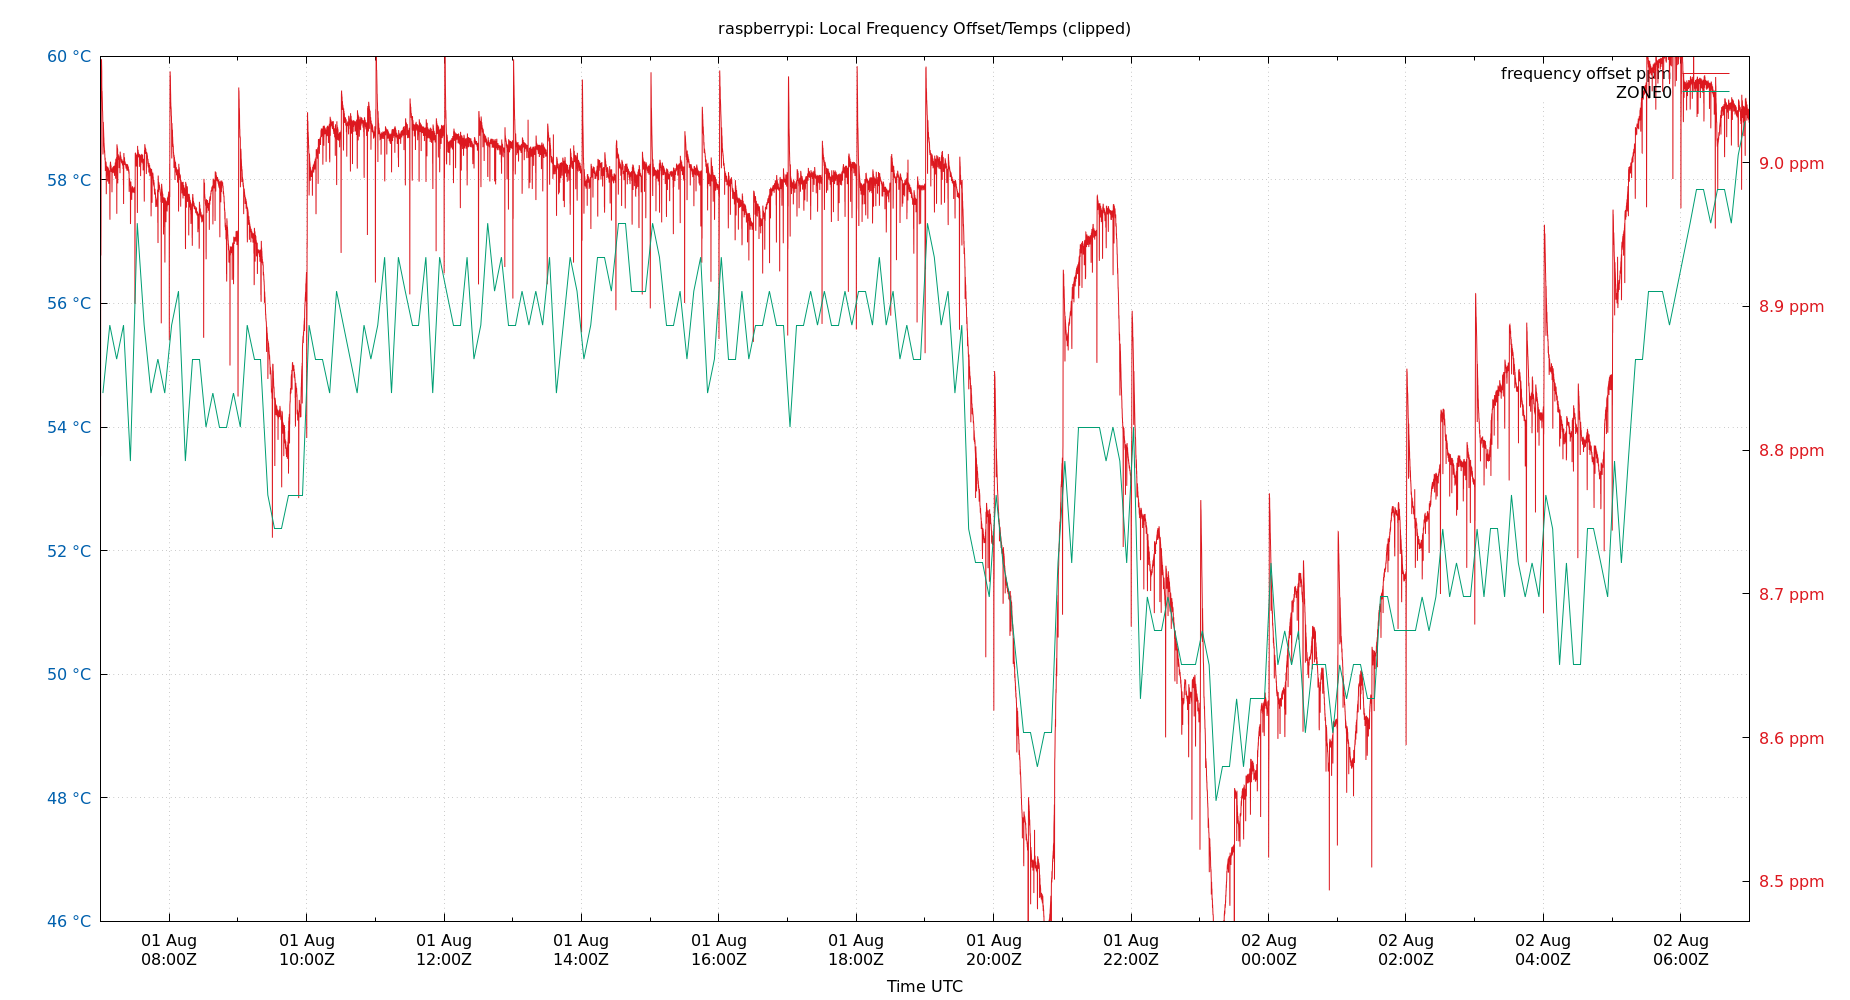 raspberrypi: Local Frequency Offset/Temps (clipped)
60 °C
58 °C
56 °C
54 °C
52 °C
50 °C
48 °C
46 °C
frequency offset ppm
ZONE0
9.0 ppm
8.9 ppm
8.8 ppm
8.7 ppm
8.6 ppm
8.5 ppm
01 Aug 01 Aug 01 Aug 01 Aug 01 Aug 01 Aug 01 Aug 01 Aug 02 Aug 02 Aug 02 Aug 02 Aug
08:00Z 10:00Z 12:00Z 14:00Z 16:00Z 18:00Z 20:00Z 22:00Z 00:00Z 02:00Z 04:00Z 06:00Z
Time UTC